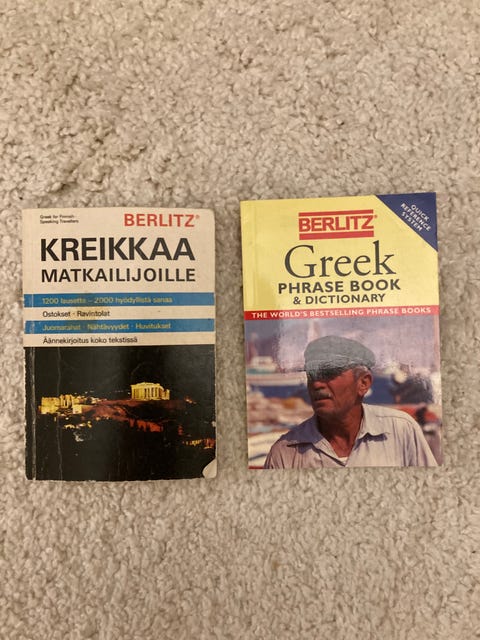 Greek for Finnish-
Speaking Travellers
BERLITZ®
KREIKKAA
MATKAILIJOILLE
1200 lausetta – 2000 hyödyllistä sanaa
Ostokset · Ravintolat
Juomarahat · Nähtävyydet · Huvitukset
Äännekirjoitus koko tekstissä
QUICK
REFERENCE
SYSTEM
BERLITZ®
Greek
PHRASE BOOK
& DICTIONARY
THE WORLD'S BESTSELLING PHRASE BOOKS